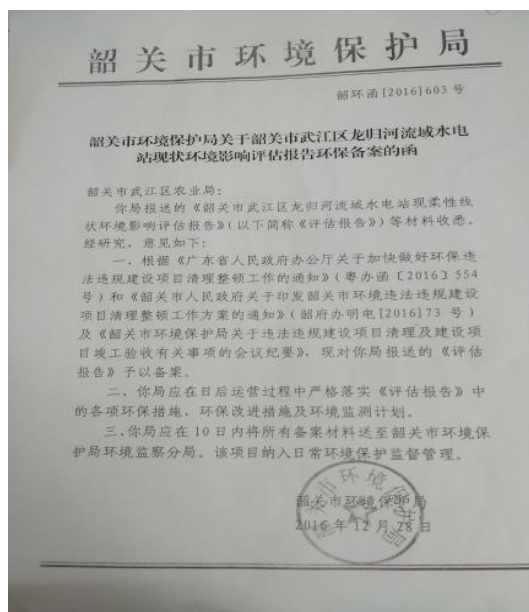 韶关市环境保护局
韶环函[2016]603 号
韶关市环境保护局关于韶关市武江区龙归河流域水电
站现状环境影响评估报告环保备案的函
韶关市武江区农业局:
你局报送的《韶关市武江区龙归河流域水电站现柔性线
状环境影响评估报告》(以下简称《评估报告》)等材料收悉。
经研究,意见如下:
一、根据《广东省人民政府办公厅关于加快做好环保违
法违规建设项目清理整顿工作的通知》(粤办函〔2016〕554
号)和《韶关市人民政府关于印发韶关市环境违法违规建设
项目清理整顿工作方案的通知》(韶府办明电[2016]73 号)
及《韶关市环境保护局关于违法违规建设项目清理及建设项
目竣工验收有关事项的会议纪要》,现对你局报送的《评估
报告》予以备案。
二、你局应在日后运营过程中严格落实《评估报告》中
的各项环保措施、环保改进措施及环境监测计划。
三、你局应在10日内将所有备案材料送至韶关市环境保
护局环境监察分局。该项目纳入日常环境保护监督管理。
韶关市环境保护局
2016 年 12 月 28 日
韶关市环境保护局